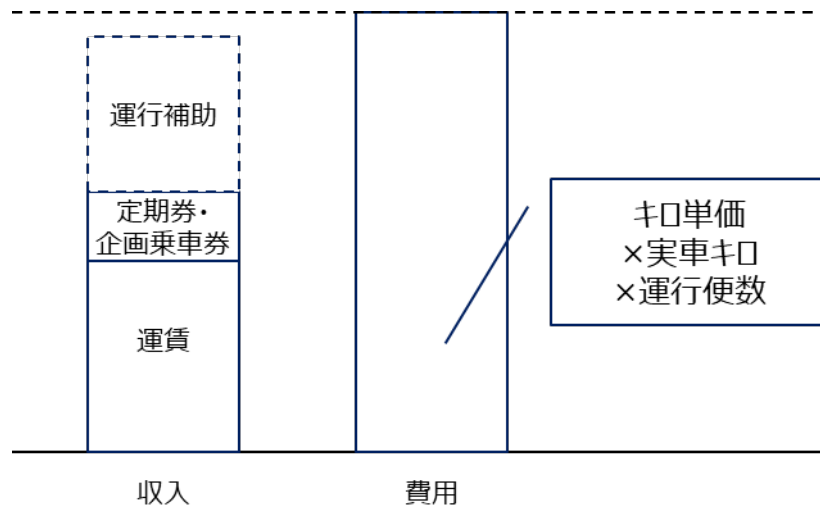 運行補助
定期券・
企画乗車券
運賃
キロ単価
×実車キロ
×運行便数
収入
費用